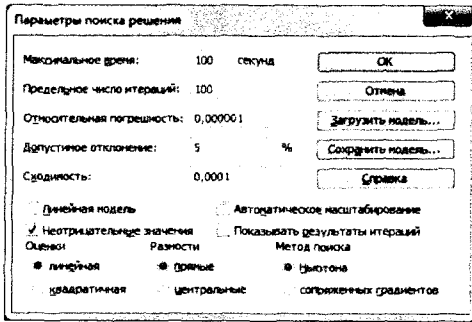 Параметры поиска решения
Максимальное время: 100 секунд
ОК
Предельное число итераций: 100
Отмена
Относительная погрешность: 0,000001
Загрузить модель...
Допустимое отклонение: 5 %
Сохранить модель...
Сходимость: 0,0001
Справка
Линейная модель
Автоматическое масштабирование
Неотрицательные значения
Показывать результаты итераций
Оценки
Разности
Метод поиска
линейная
прямые
Ньютона
квадратичная
центральные
сопряженных градиентов